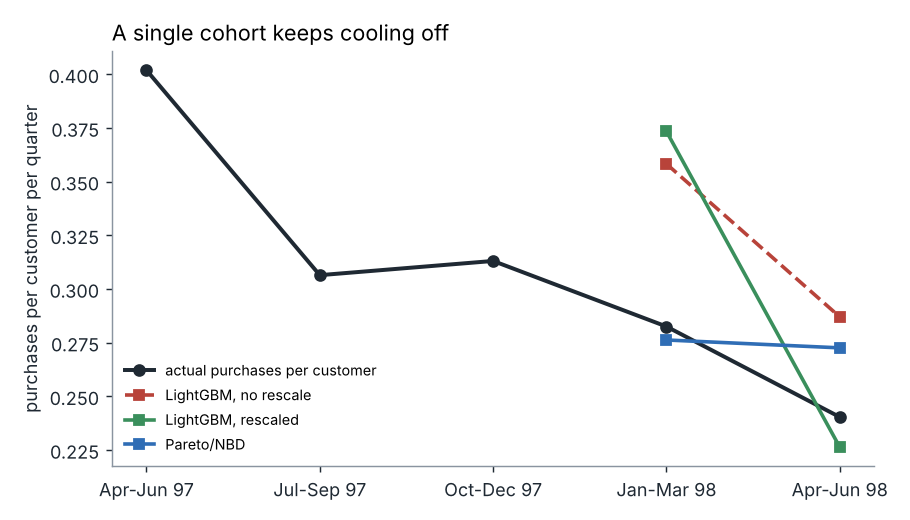 A single cohort keeps cooling off
purchases per customer per quarter
0.400
0.375
0.350
0.325
0.300
0.275
0.250
0.225
actual purchases per customer
LightGBM, no rescale
LightGBM, rescaled
Pareto/NBD
Apr-Jun 97
Jul-Sep 97
Oct-Dec 97
Jan-Mar 98
Apr-Jun 98